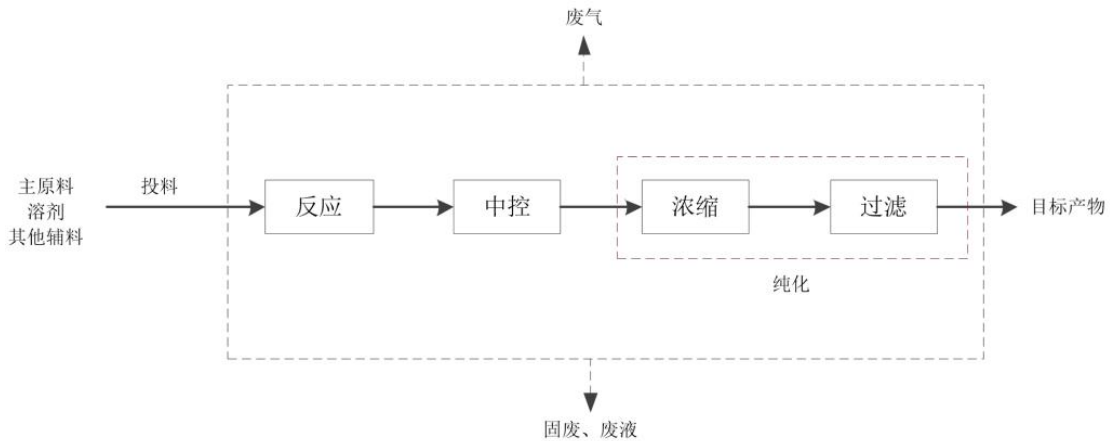 废气
主原料
溶剂
其他辅料
投料
反应
中控
浓缩
过滤
目标产物
纯化
固废、废液